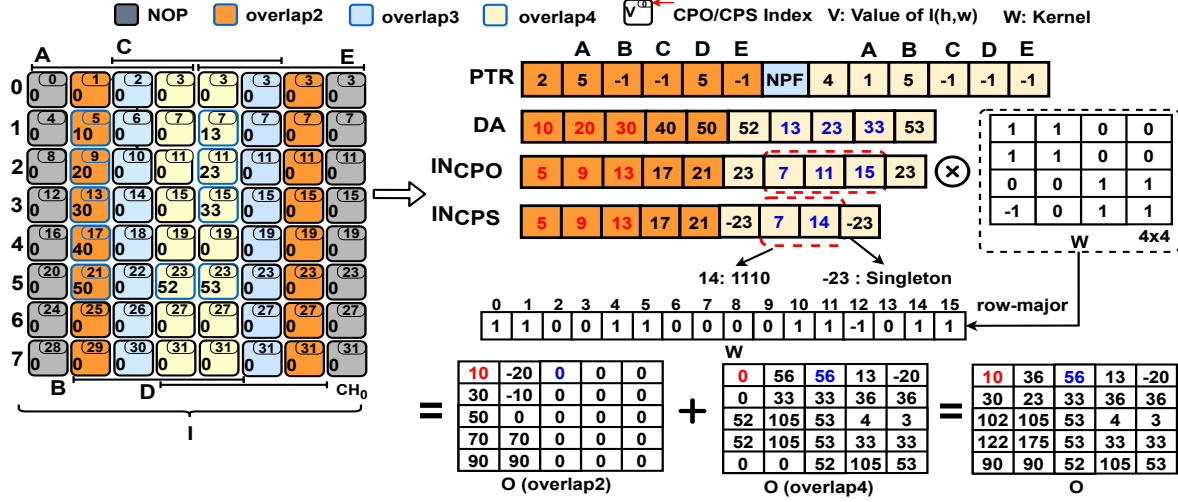 NOP overlap2 overlap3 overlap4 V 0 CPO/CPS Index V: Value of I(h,w) W: Kernel
A C E
0 1 2 3 3 3 3 3
0 0 0 0 0 0 0 0 0
4 5 6 7 7 7 7 7
1 0 10 0 0 13 0 0 0
8 9 10 11 11 11 11 11
2 0 20 0 0 23 0 0 0
12 13 14 15 15 15 15 15
3 0 30 0 0 33 0 0 0
16 17 18 19 19 19 19 19
4 0 40 0 0 0 0 0 0
20 21 22 23 23 23 23 23
5 0 50 0 52 53 0 0 0
24 25 26 27 27 27 27 27
6 0 0 0 0 0 0 0 0
28 29 30 31 31 31 31 31
7 0 0 0 0 0 0 0 0
B D CH0
I
A B C D E A B C D E
PTR 2 5 -1 -1 5 -1 NPF 4 1 5 -1 -1 -1
DA 10 20 30 40 50 52 13 23 33 53
INCPO 5 9 13 17 21 23 7 11 15 23
INCPS 5 9 13 17 21 -23 7 14 -23
1 1 0 0
1 1 0 0
0 0 1 1
-1 0 1 1
W 4x4
14: 1110 -23 : Singleton
0 1 2 3 4 5 6 7 8 9 10 11 12 13 14 15 row-major
1 1 0 0 1 1 0 0 0 0 1 1 -1 0 1 1
W
= 10 -20 0 0 0
30 -10 0 0 0
50 0 0 0 0
70 70 0 0 0
90 90 0 0 0
O (overlap2)
+ 0 56 56 13 -20
0 33 33 36 36
52 105 53 4 3
52 105 53 33 33
0 0 52 105 53
O (overlap4)
= 10 36 56 13 -20
30 23 33 36 36
102 105 53 4 3
122 175 53 33 33
90 90 52 105 53
O